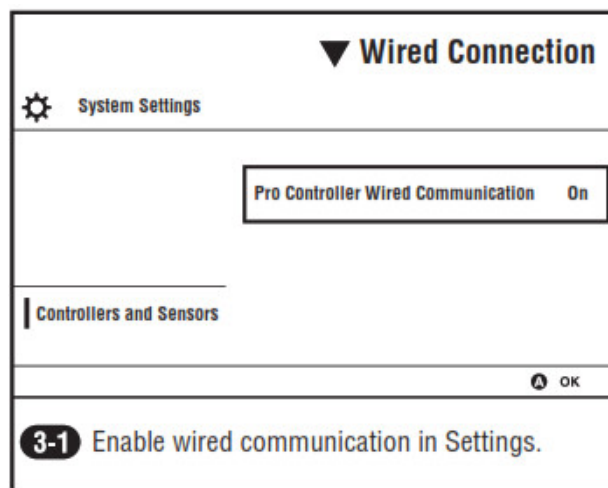 ▼ Wired Connection
System Settings
Pro Controller Wired Communication On
Controllers and Sensors
A OK
3-1 Enable wired communication in Settings.